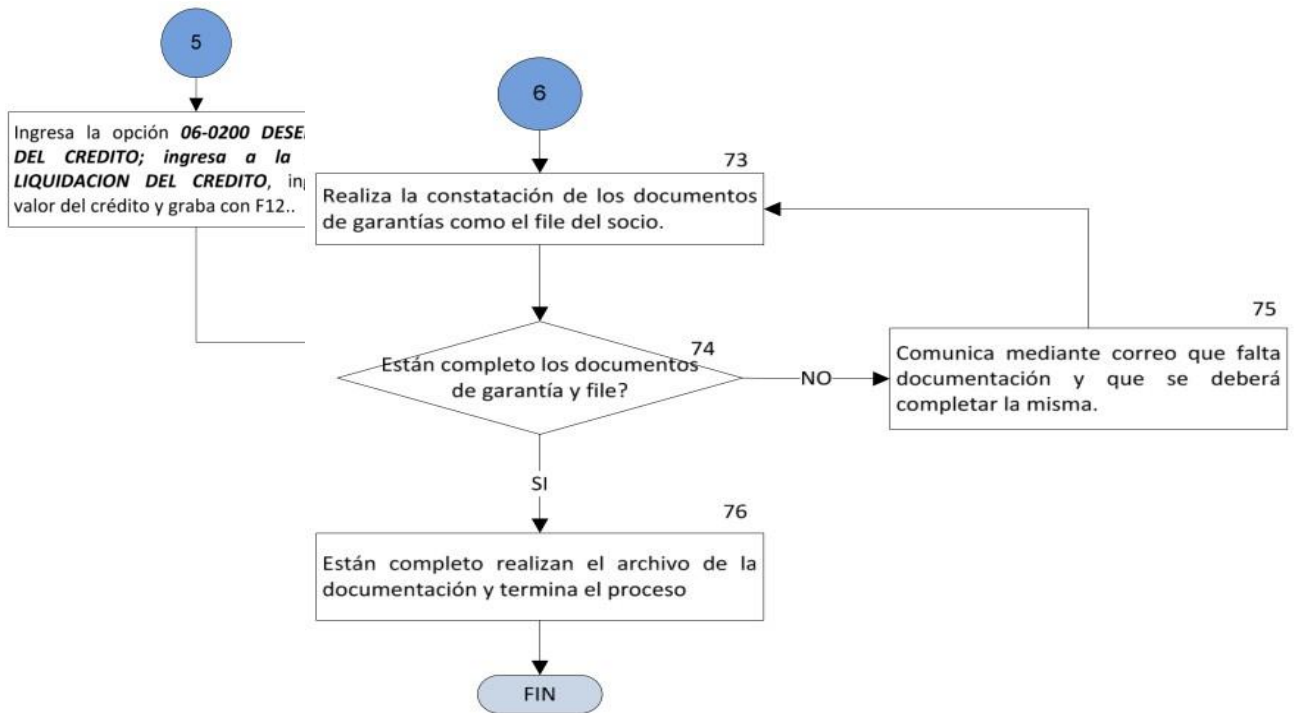 5
Ingresa la opción 06-0200
DEL CREDITO; ingresa a la
LIQUIDACION DEL CREDITO,
valor del crédito y graba con F12..
6
73
Realiza la constatación de los documentos
de garantías como el file del socio.
74
Están completo los documentos
de garantía y file?
NO
75
Comunica mediante correo que falta
documentación y que se deberá
completar la misma.
SI
76
Están completo realizan el archivo de la
documentación y termina el proceso
FIN